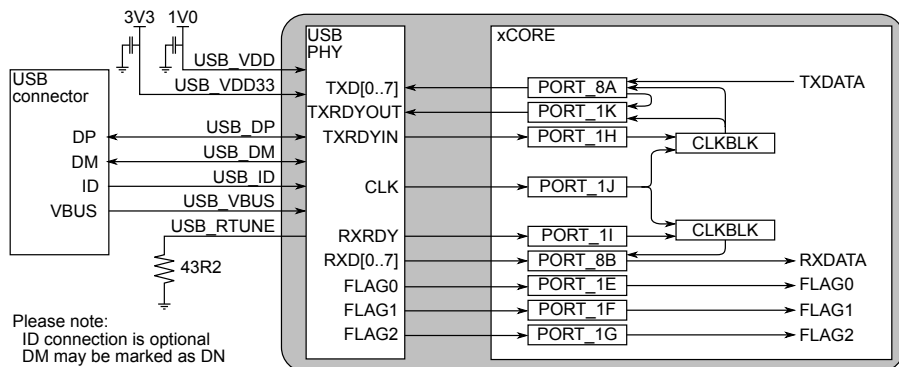 3V3
1V0
USB_VDD
USB_VDD33
USB
connector
DP
DM
ID
VBUS
USB_DP
USB_DM
USB_ID
USB_VBUS
USB_RTUNE
43R2
Please note:
ID connection is optional
DM may be marked as DN
USB
PHY
TXD[0..7]
TXRDYOUT
TXRDYIN
CLK
RXRDY
RXD[0..7]
FLAG0
FLAG1
FLAG2
xCORE
PORT_8A
PORT_1K
PORT_1H
PORT_1J
PORT_1I
PORT_8B
PORT_1E
PORT_1F
PORT_1G
CLKBLK
CLKBLK
TXDATA
RXDATA
FLAG0
FLAG1
FLAG2